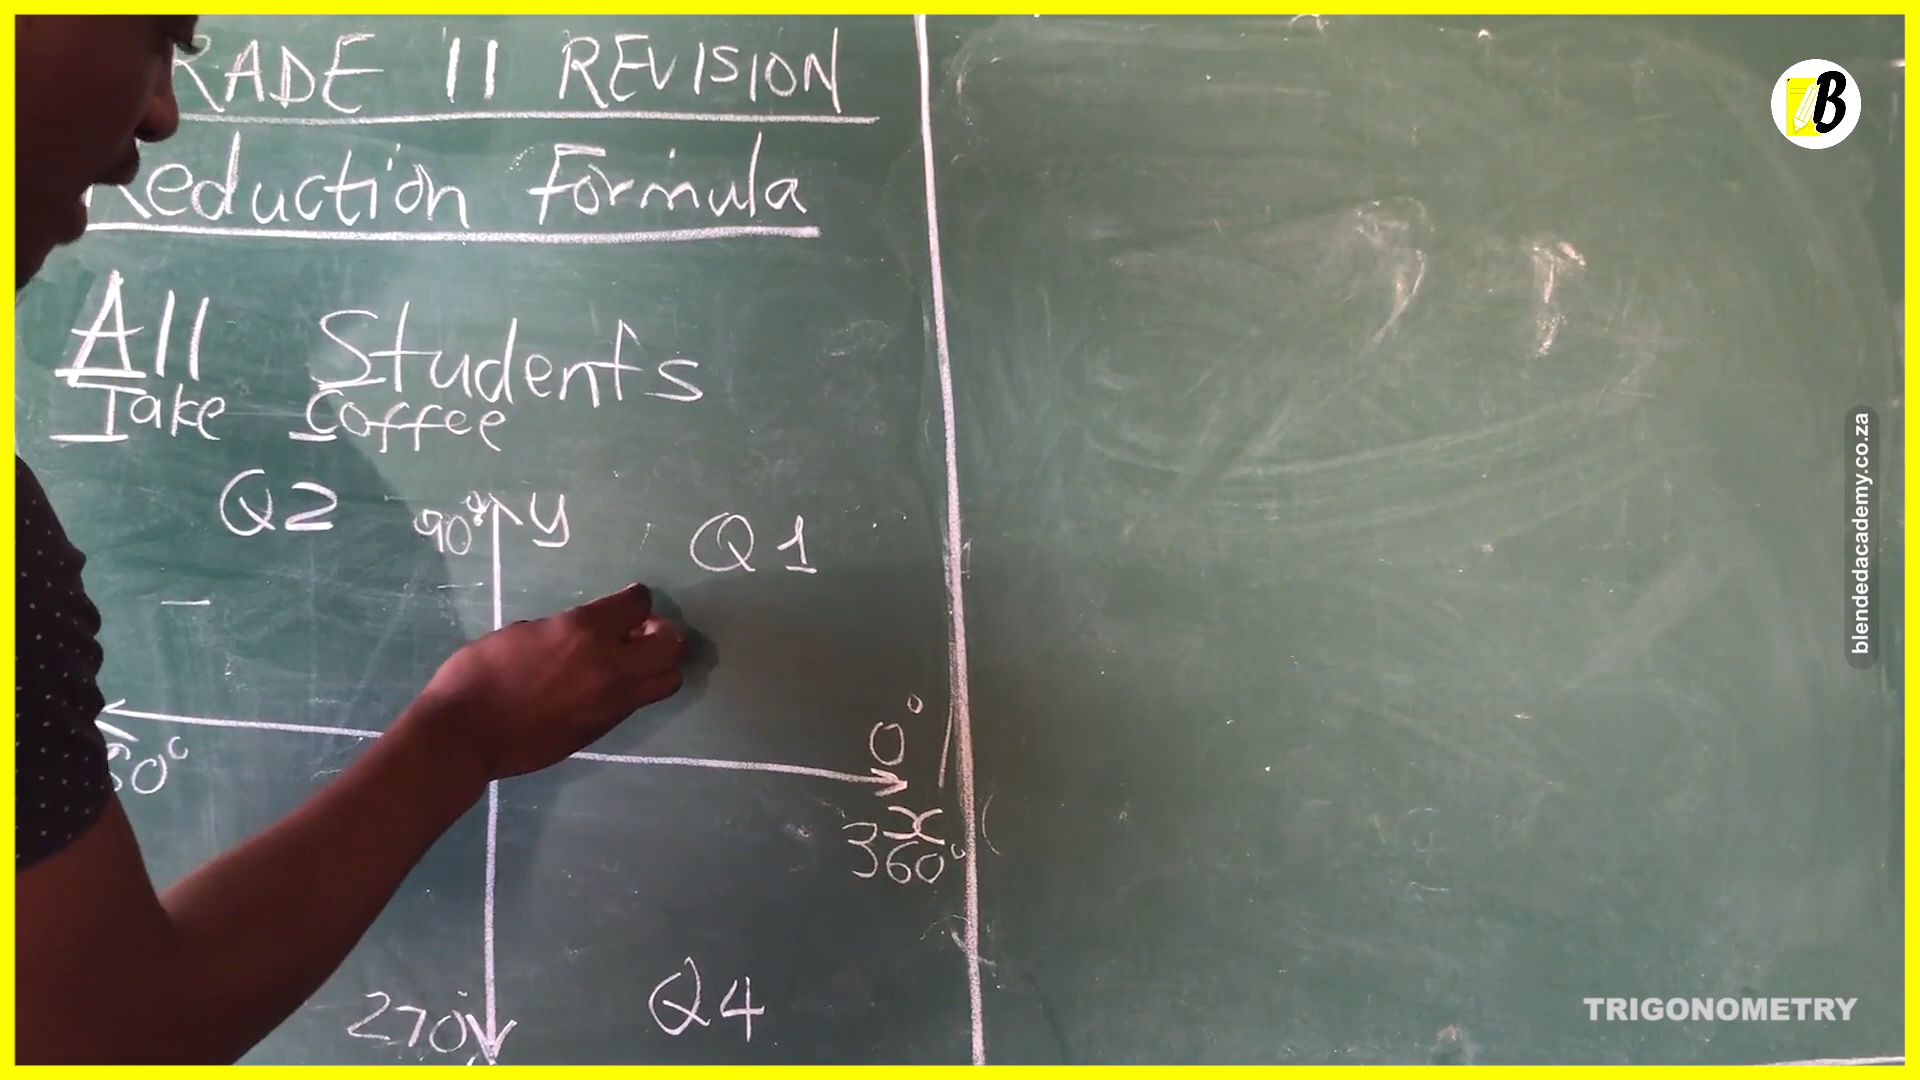 RADE 11 REVISION
Reduction Formula
All Students
Take Coffee
Q2 90° y Q1
0°
x
360°
270° Q4
B
blendedacademy.co.za
TRIGONOMETRY